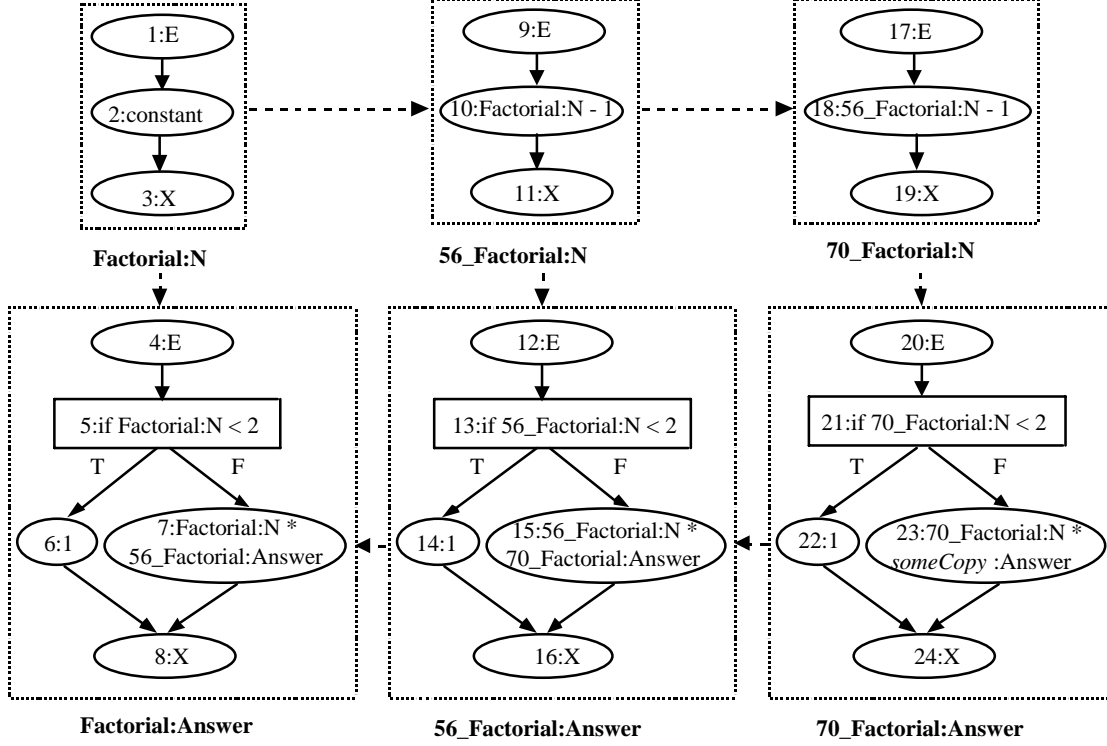 1:E
2:constant
3:X
Factorial:N
9:E
10:Factorial:N - 1
11:X
56_Factorial:N
17:E
18:56_Factorial:N - 1
19:X
70_Factorial:N
4:E
5:if Factorial:N < 2
T
F
6:1
7:Factorial:N *
56_Factorial:Answer
8:X
Factorial:Answer
12:E
13:if 56_Factorial:N < 2
T
F
14:1
15:56_Factorial:N *
70_Factorial:Answer
16:X
56_Factorial:Answer
20:E
21:if 70_Factorial:N < 2
T
F
22:1
23:70_Factorial:N *
someCopy :Answer
24:X
70_Factorial:Answer